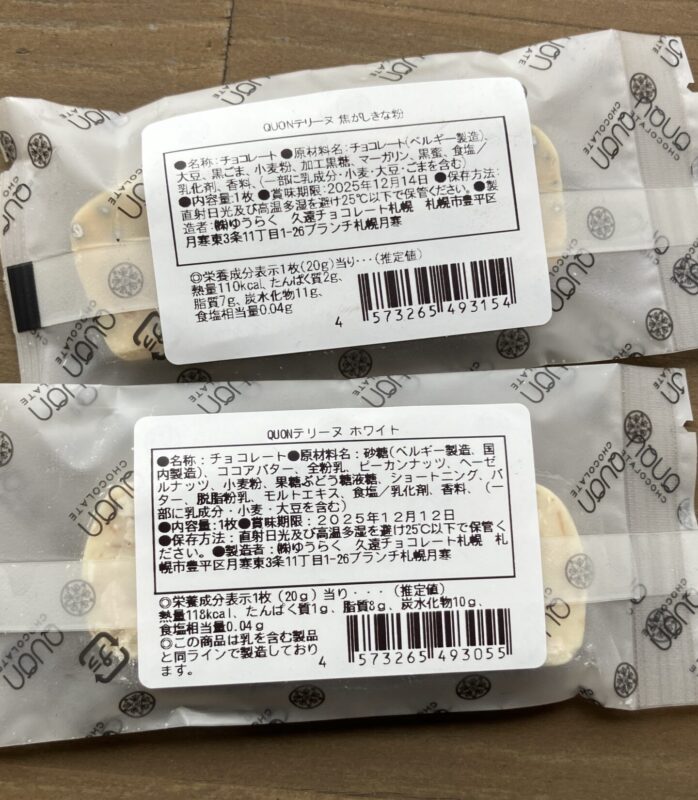 QUONテリーヌ 焦がしきな粉
●名称：チョコレート●原材料名：チョコレート(ベルギー製造)、
大豆、黒ごま、小麦粉、加工黒糖、マーガリン、黒蜜、食塩／
乳化剤、香料、(一部に乳成分・小麦・大豆・ごまを含む)
●内容量：1枚●賞味期限：2025年12月14日●保存方法：
直射日光及び高温多湿を避け25℃以下で保管ください。●製
造者：㈱ゆうらく　久遠チョコレート札幌　札幌市豊平区
月寒東3条11丁目1-26ブランチ札幌月寒
◎栄養成分表示1枚(20g)当り・・・(推定値)
熱量110kcal、たんぱく質2g、
脂質7g、炭水化物11g、
食塩相当量0.04g
4 573265 493154
QUON CHOCOLATE
QUONテリーヌ ホワイト
●名称：チョコレート●原材料名：砂糖(ベルギー製造、国
内製造)、ココアバター、全粉乳、ピーカンナッツ、ヘーゼ
ルナッツ、小麦粉、果糖ぶどう糖液糖、ショートニング、バ
ター、脱脂粉乳、モルトエキス、食塩／乳化剤、香料、(一
部に乳成分・小麦・大豆を含む)
●内容量：1枚●賞味期限：2025年12月12日
●保存方法：直射日光及び高温多湿を避け25℃以下で保管く
ださい。●製造者：㈱ゆうらく　久遠チョコレート札幌　札
幌市豊平区月寒東3条11丁目1-26ブランチ札幌月寒
◎栄養成分表示1枚(20g)当り・・・(推定値)
熱量118kcal、たんぱく質1g、脂質8g、炭水化物10g、
食塩相当量0.04g
◎この商品は乳を含む製品
と同ラインで製造しており
ます。
4 573265 493055
QUON CHOCOLATE
プラ